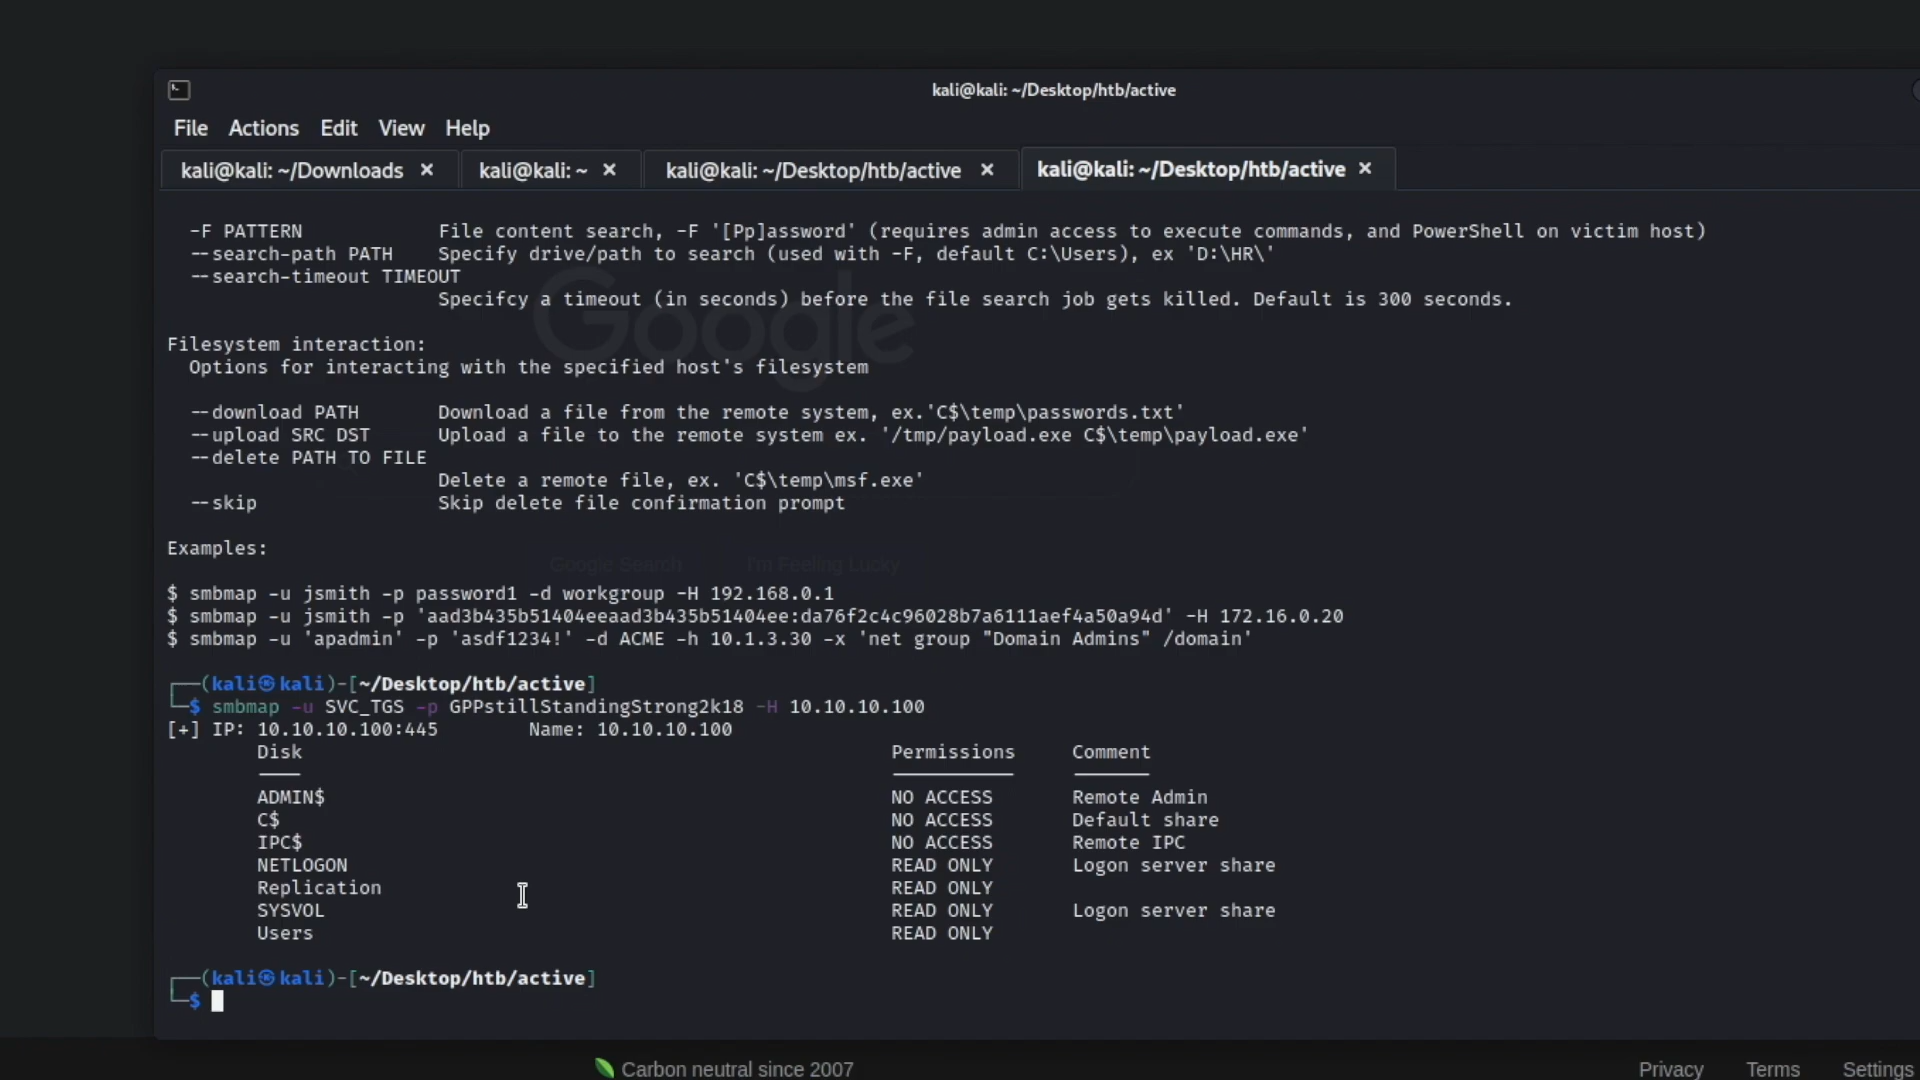 kali@kali: ~/Desktop/htb/active
File Actions Edit View Help
kali@kali: ~/Downloads × kali@kali: ~ × kali@kali: ~/Desktop/htb/active × kali@kali: ~/Desktop/htb/active ×
-F PATTERN File content search, -F '[Pp]assword' (requires admin access to execute commands, and PowerShell on victim host)
--search-path PATH Specify drive/path to search (used with -F, default C:\Users), ex 'D:\HR\'
--search-timeout TIMEOUT
Specifcy a timeout (in seconds) before the file search job gets killed. Default is 300 seconds.
Google
Filesystem interaction:
Options for interacting with the specified host's filesystem
--download PATH Download a file from the remote system, ex.'C$\temp\passwords.txt'
--upload SRC DST Upload a file to the remote system ex. '/tmp/payload.exe C$\temp\payload.exe'
--delete PATH TO FILE
Delete a remote file, ex. 'C$\temp\msf.exe'
--skip Skip delete file confirmation prompt
Examples:
Google Search I'm Feeling Lucky
$ smbmap -u jsmith -p password1 -d workgroup -H 192.168.0.1
$ smbmap -u jsmith -p 'aad3b435b51404eeaad3b435b51404ee:da76f2c4c96028b7a6111aef4a50a94d' -H 172.16.0.20
$ smbmap -u 'apadmin' -p 'asdf1234!' -d ACME -h 10.1.3.30 -x 'net group "Domain Admins" /domain'
┌──(kali㉿kali)-[~/Desktop/htb/active]
└─$ smbmap -u SVC_TGS -p GPPstillStandingStrong2k18 -H 10.10.10.100
[+] IP: 10.10.10.100:445 Name: 10.10.10.100
Disk Permissions Comment
---- ----------- -------
ADMIN$ NO ACCESS Remote Admin
C$ NO ACCESS Default share
IPC$ NO ACCESS Remote IPC
NETLOGON READ ONLY Logon server share
Replication READ ONLY
SYSVOL READ ONLY Logon server share
Users READ ONLY
┌──(kali㉿kali)-[~/Desktop/htb/active]
└─$
Carbon neutral since 2007 Privacy Terms Settings